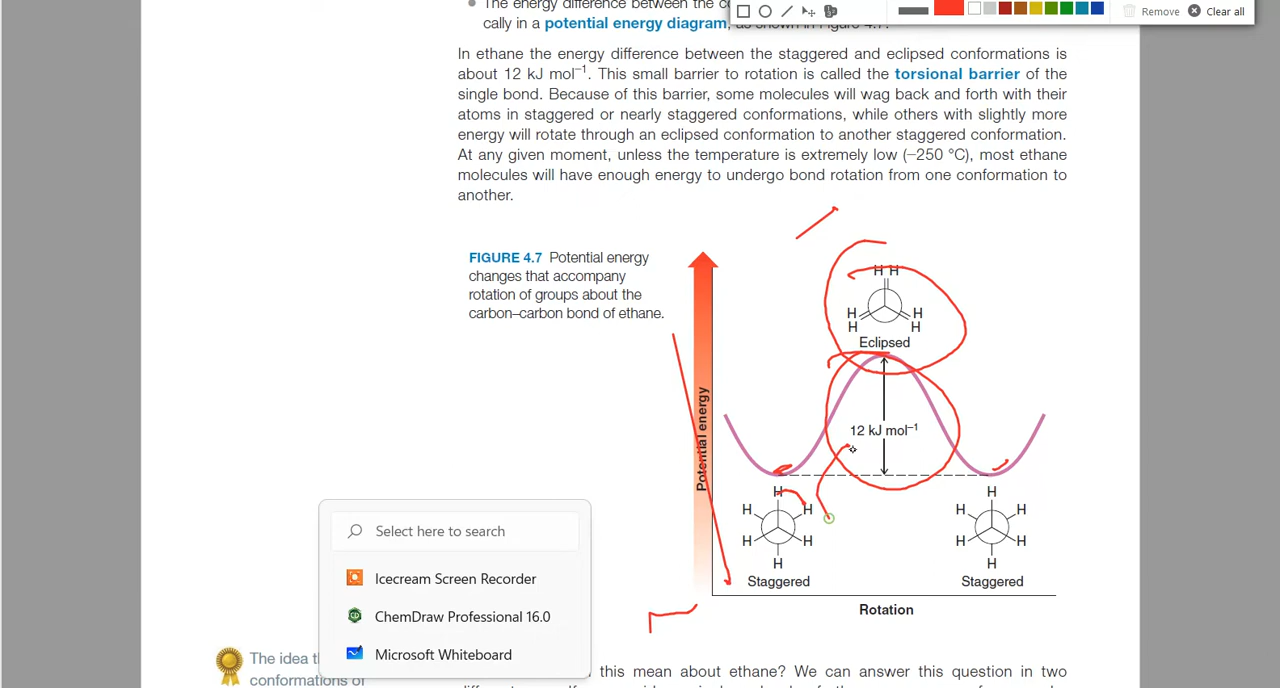 The energy difference between the
cally in a potential energy diagram, as shown in Figure 4.7.
Remove
Clear all
In ethane the energy difference between the staggered and eclipsed conformations is
about 12 kJ mol⁻¹. This small barrier to rotation is called the torsional barrier of the
single bond. Because of this barrier, some molecules will wag back and forth with their
atoms in staggered or nearly staggered conformations, while others with slightly more
energy will rotate through an eclipsed conformation to another staggered conformation.
At any given moment, unless the temperature is extremely low (−250 °C), most ethane
molecules will have enough energy to undergo bond rotation from one conformation to
another.
FIGURE 4.7 Potential energy
changes that accompany
rotation of groups about the
carbon–carbon bond of ethane.
Potential energy
H H
H H
H H
Eclipsed
12 kJ mol⁻¹
H
H H
H H
H
Staggered
H
H H
H H
H
Staggered
Rotation
Select here to search
Icecream Screen Recorder
ChemDraw Professional 16.0
Microsoft Whiteboard
The idea
conformations of
this mean about ethane? We can answer this question in two